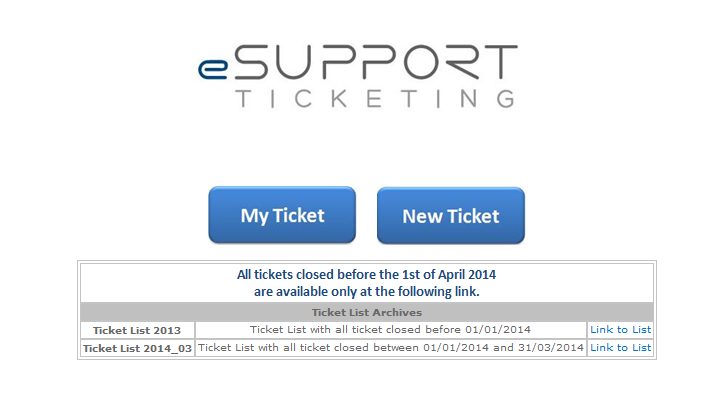 eSUPPORT
TICKETING
My Ticket
New Ticket
All tickets closed before the 1st of April 2014
are available only at the following link.
Ticket List Archives
Ticket List 2013 Ticket List with all ticket closed before 01/01/2014 Link to List
Ticket List 2014_03 Ticket List with all ticket closed between 01/01/2014 and 31/03/2014 Link to List